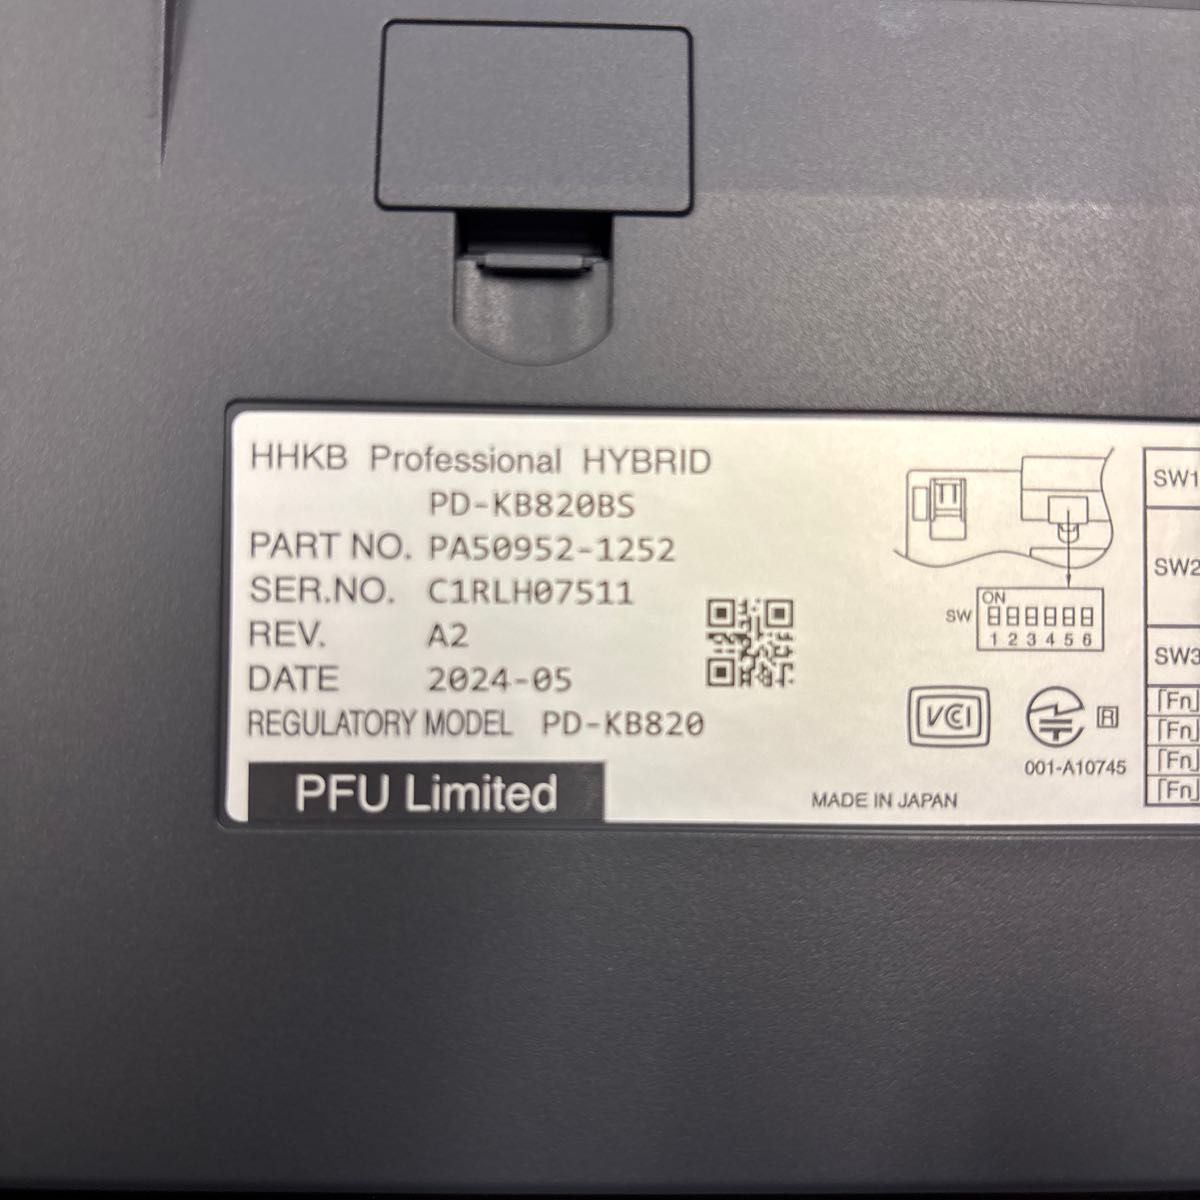 HHKB Professional HYBRID
PD-KB820BS
PART NO. PA50952-1252
SER.NO. C1RLH07511
REV. A2
DATE 2024-05
REGULATORY MODEL PD-KB820
PFU Limited
SW
ON
1 2 3 4 5 6
VCI
R
001-A10745
MADE IN JAPAN
SW1
SW2
SW3
「Fn」
「Fn」
「Fn」
「Fn」